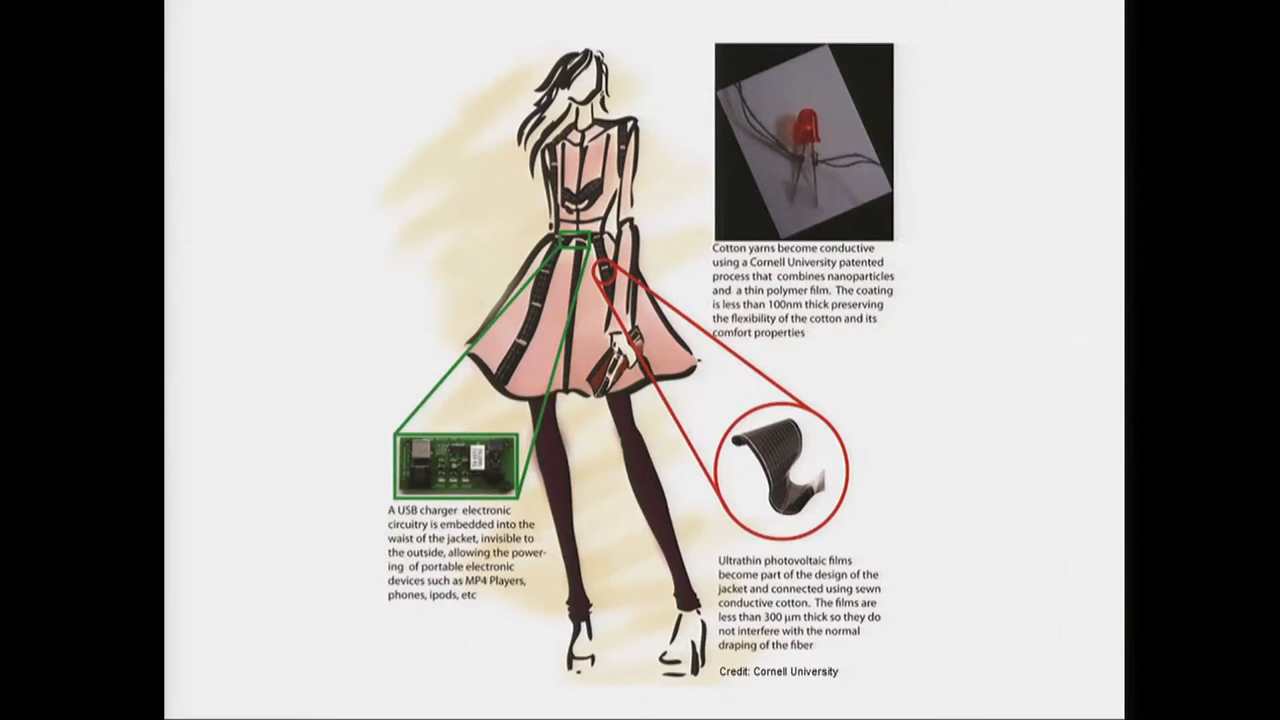 Cotton yarns become conductive
using a Cornell University patented
process that combines nanoparticles
and a thin polymer film. The coating
is less than 100nm thick preserving
the flexibility of the cotton and its
comfort properties
A USB charger electronic
circuitry is embedded into the
waist of the jacket, invisible to
the outside, allowing the power-
ing of portable electronic
devices such as MP4 Players,
phones, ipods, etc
Ultrathin photovoltaic films
become part of the design of the
jacket and connected using sewn
conductive cotton. The films are
less than 300 µm thick so they do
not interfere with the normal
draping of the fiber
Credit: Cornell University